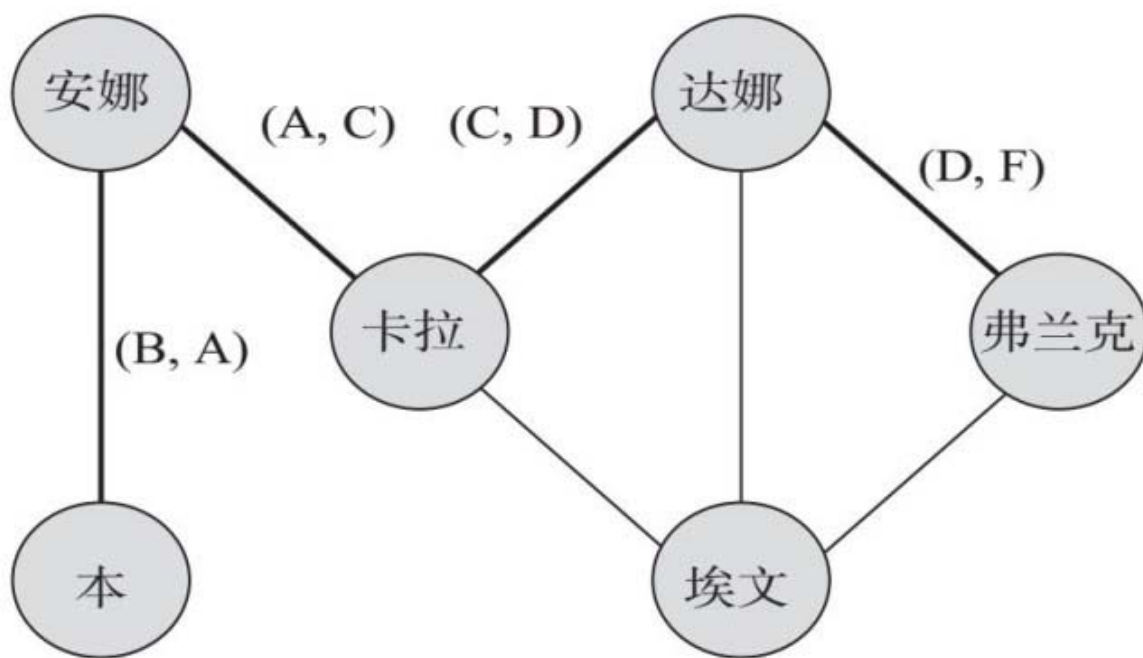 安娜
达娜
(A, C)
(C, D)
(D, F)
卡拉
弗兰克
(B, A)
本
埃文